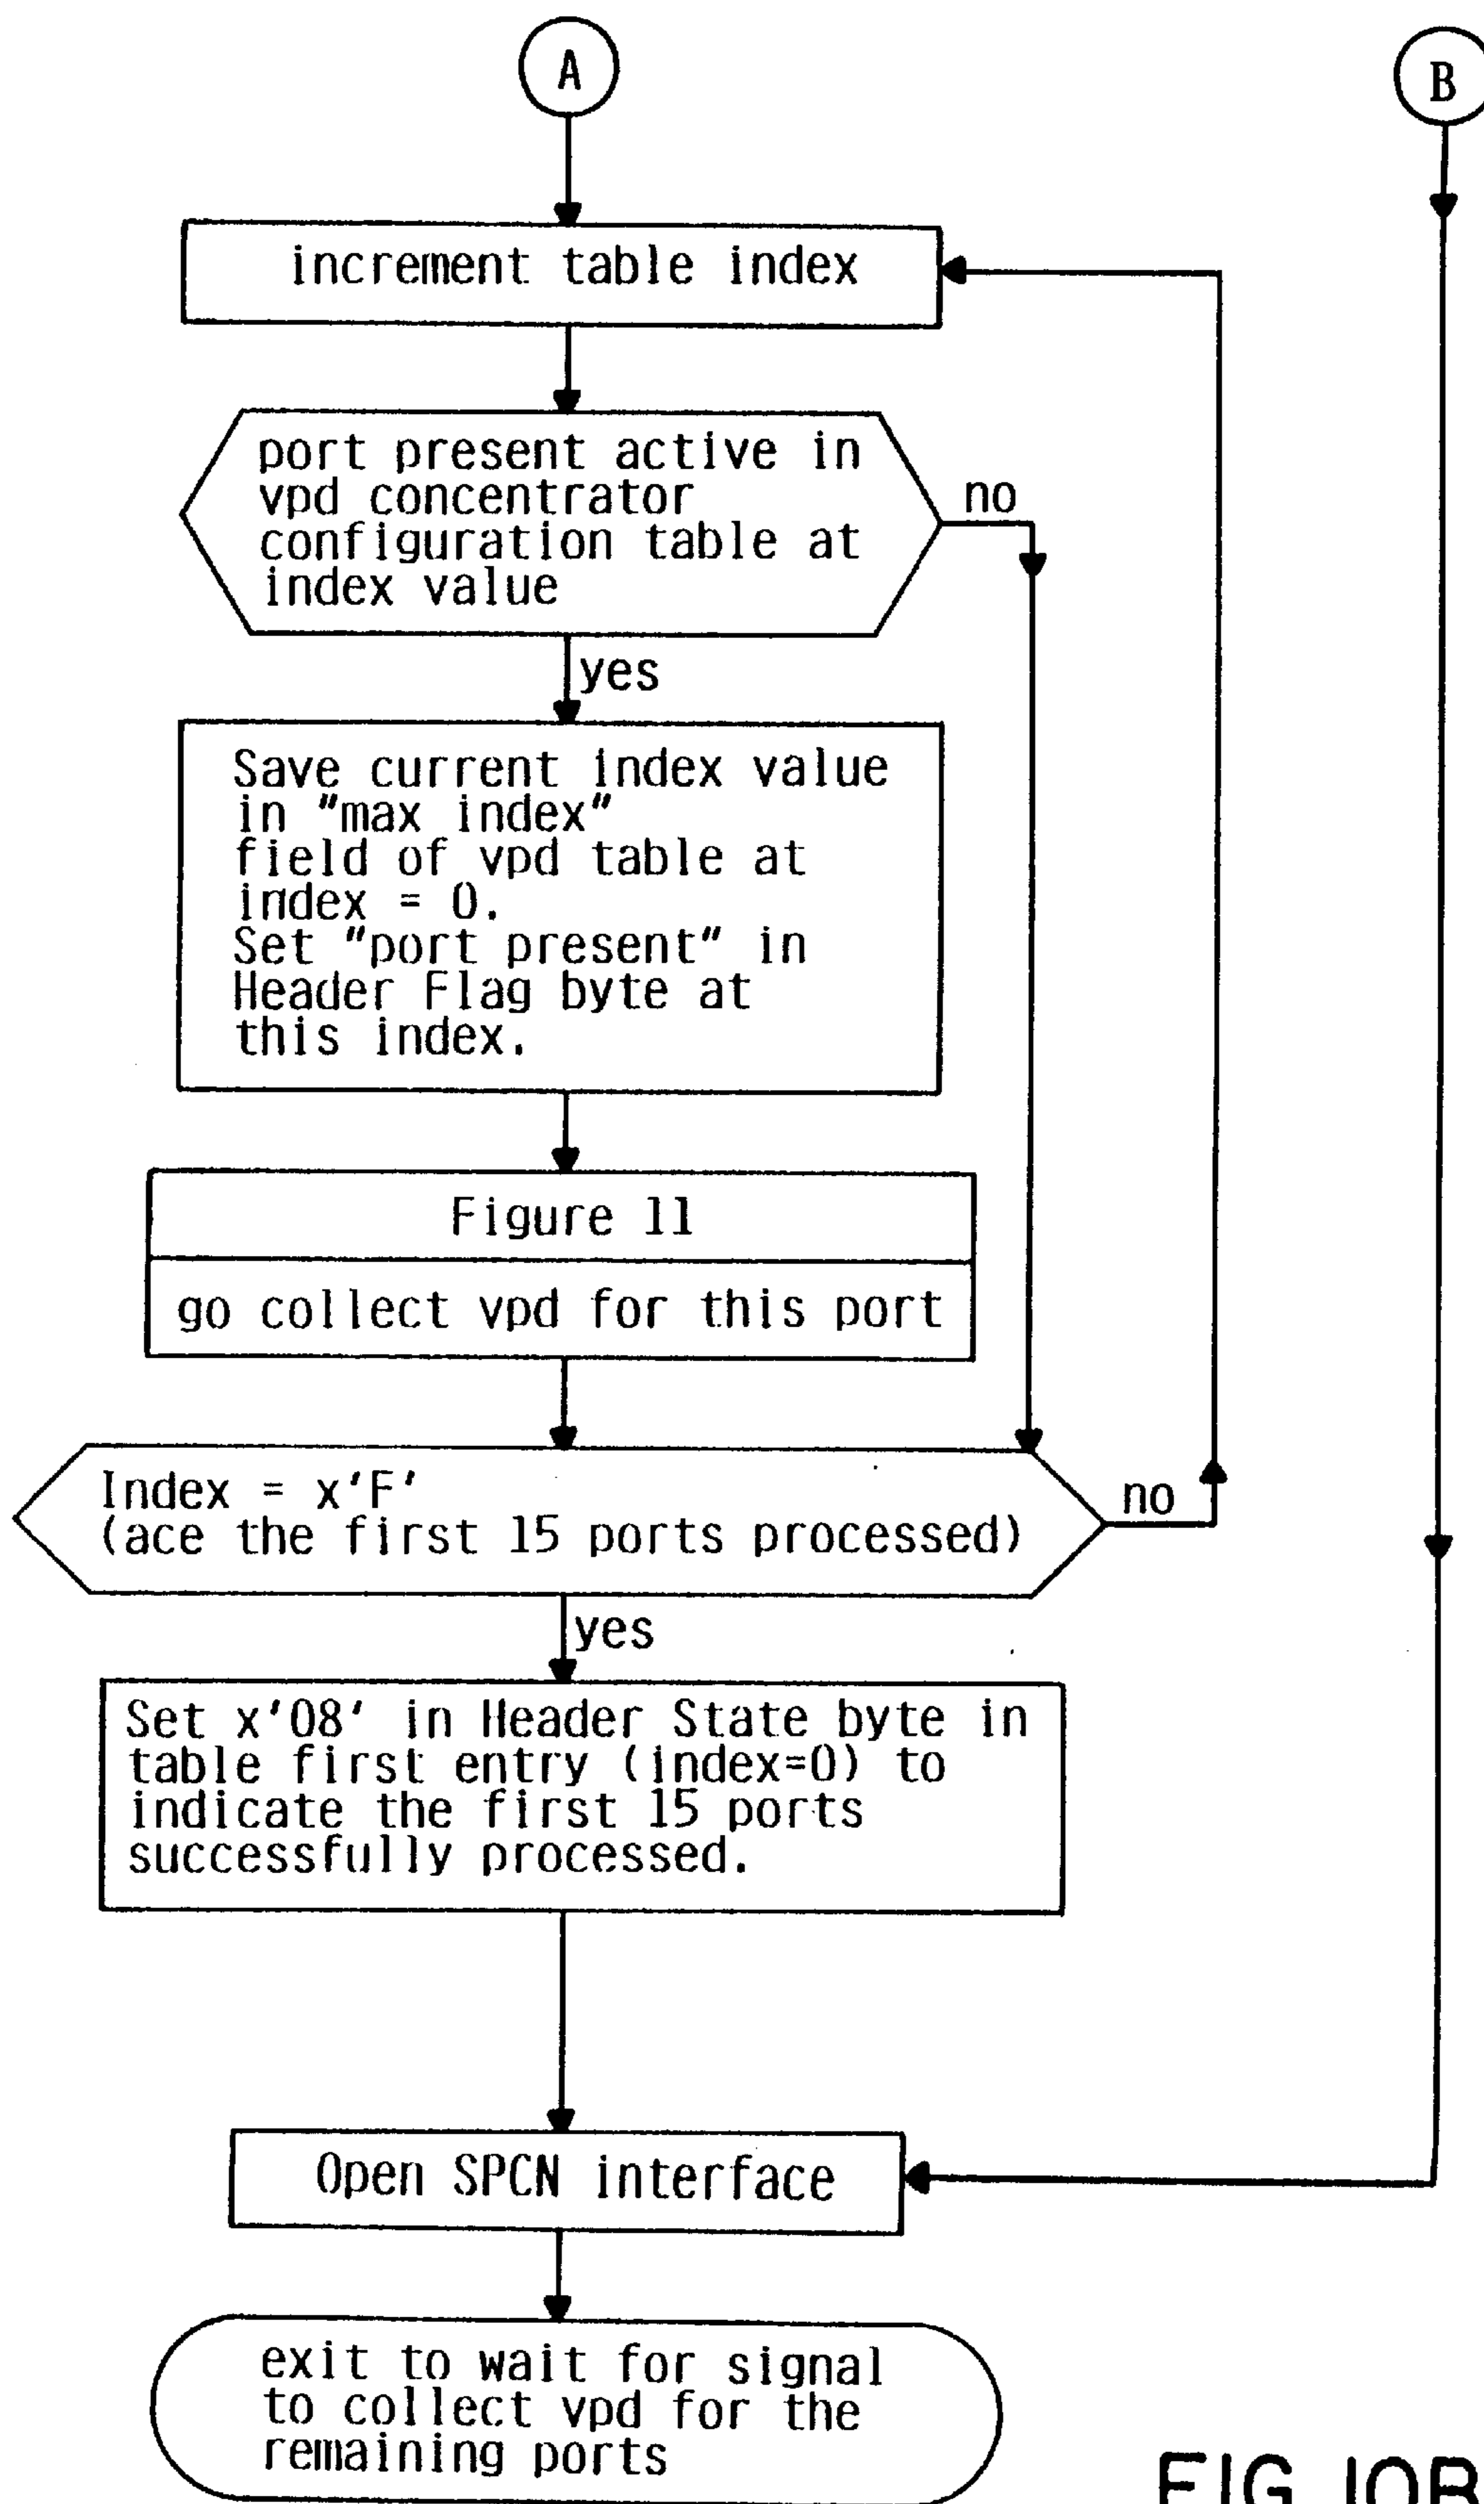 A
B
increment table index
port present active in
vpd concentrator
configuration table at
index value
no
yes
Save current index value
in "max index"
field of vpd table at
index = 0.
Set "port present" in
Header Flag byte at
this index.
Figure 11
go collect vpd for this port
Index = x'F'
(ace the first 15 ports processed)
no
yes
Set x'08' in Header State byte in
table first entry (index=0) to
indicate the first 15 ports
successfully processed.
Open SPCN interface
exit to wait for signal
to collect vpd for the
remaining ports
FIG. 10B